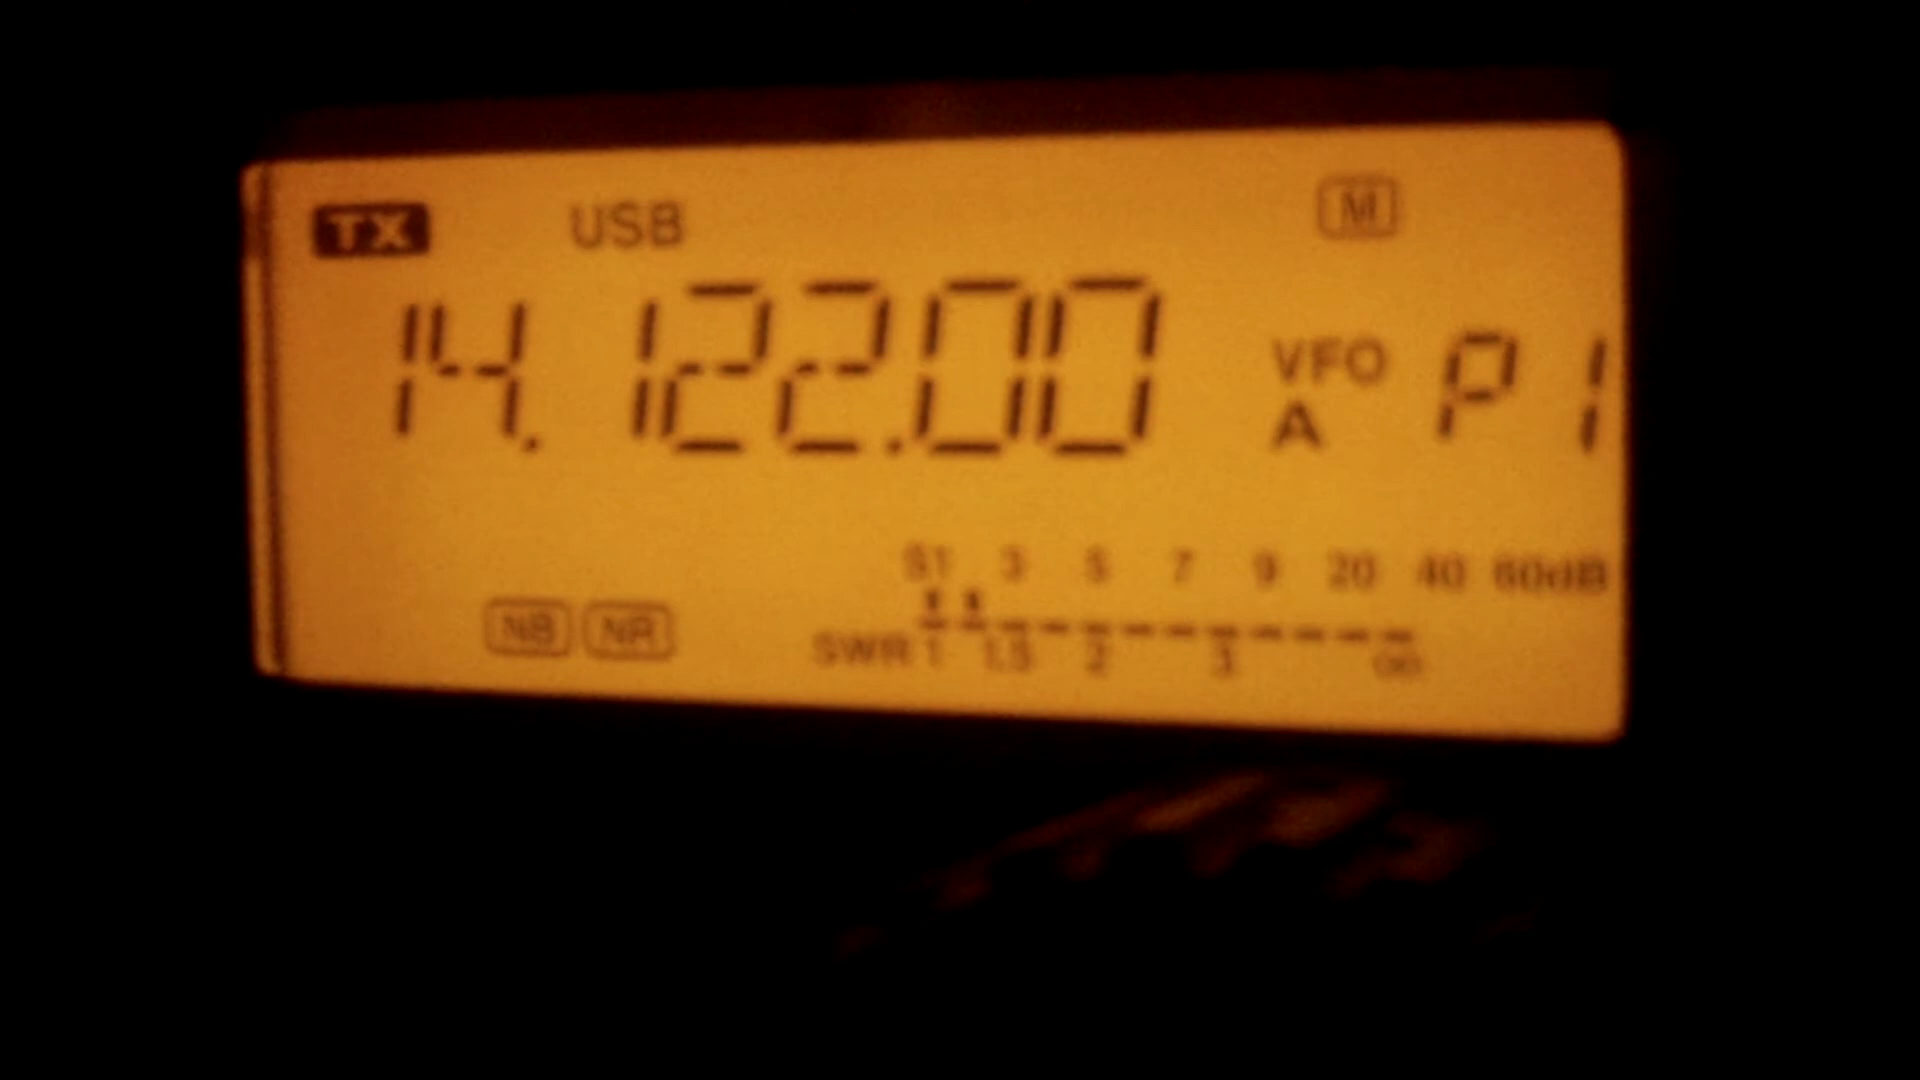 TX USB M
14.122.00 VFO A P1
S1 3 5 7 9 20 40 60dB
NB NR SWR 1 1.5 2 3 ∞